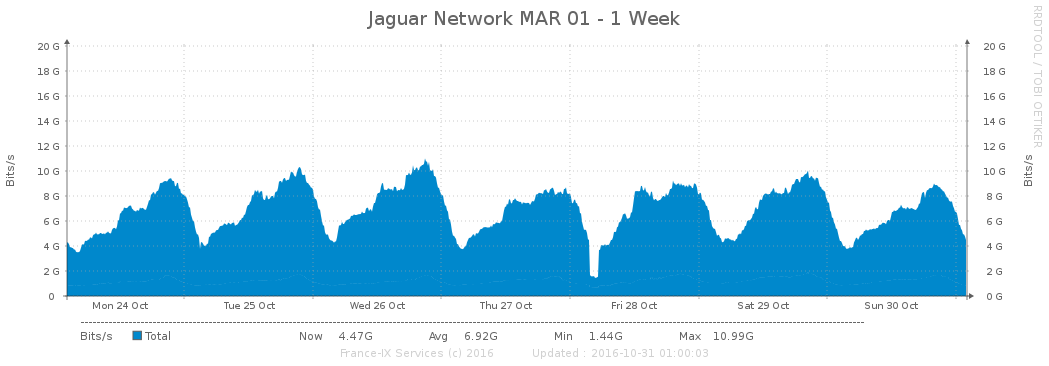 Jaguar Network MAR 01 - 1 Week
RRDTOOL / TOBI OETIKER
Bits/s
20 G 20 G
18 G 18 G
16 G 16 G
14 G 14 G
12 G 12 G
10 G 10 G
8 G 8 G
6 G 6 G
4 G 4 G
2 G 2 G
0 0 G
Bits/s
Mon 24 Oct Tue 25 Oct Wed 26 Oct Thu 27 Oct Fri 28 Oct Sat 29 Oct Sun 30 Oct
Bits/s Total Now 4.47G Avg 6.92G Min 1.44G Max 10.99G
France-IX Services (c) 2016 Updated : 2016-10-31 01:00:03